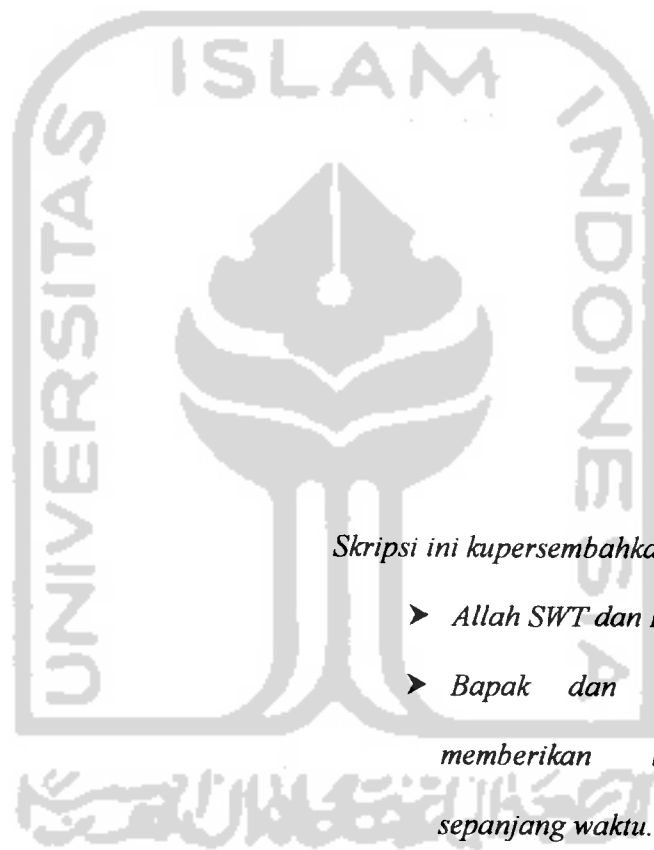 UNIVERSITAS ISLAM INDONESIA
Skripsi ini kupersembahka
➤ Allah SWT dan
➤ Bapak dan
memberikan
sepanjang waktu.